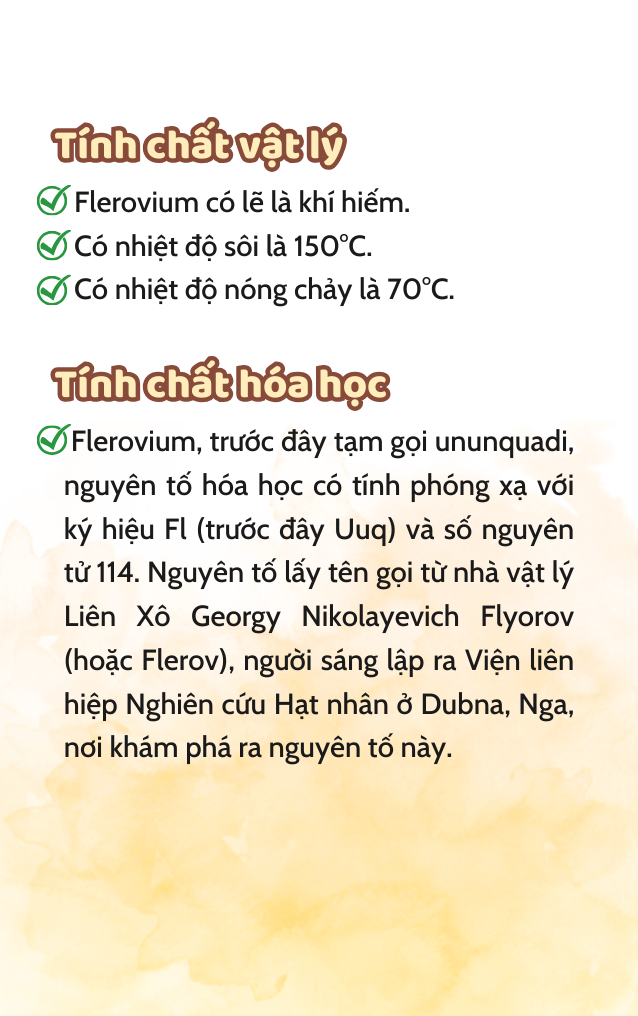 Tính chất vật lý
Flerovium có lẽ là khí hiếm.
Có nhiệt độ sôi là 150°C.
Có nhiệt độ nóng chảy là 70°C.
Tính chất hóa học
Flerovium, trước đây tạm gọi ununquadi,
nguyên tố hóa học có tính phóng xạ với
ký hiệu Fl (trước đây Uuq) và số nguyên
tử 114. Nguyên tố lấy tên gọi từ nhà vật lý
Liên Xô Georgy Nikolayevich Flyorov
(hoặc Flerov), người sáng lập ra Viện liên
hiệp Nghiên cứu Hạt nhân ở Dubna, Nga,
nơi khám phá ra nguyên tố này.